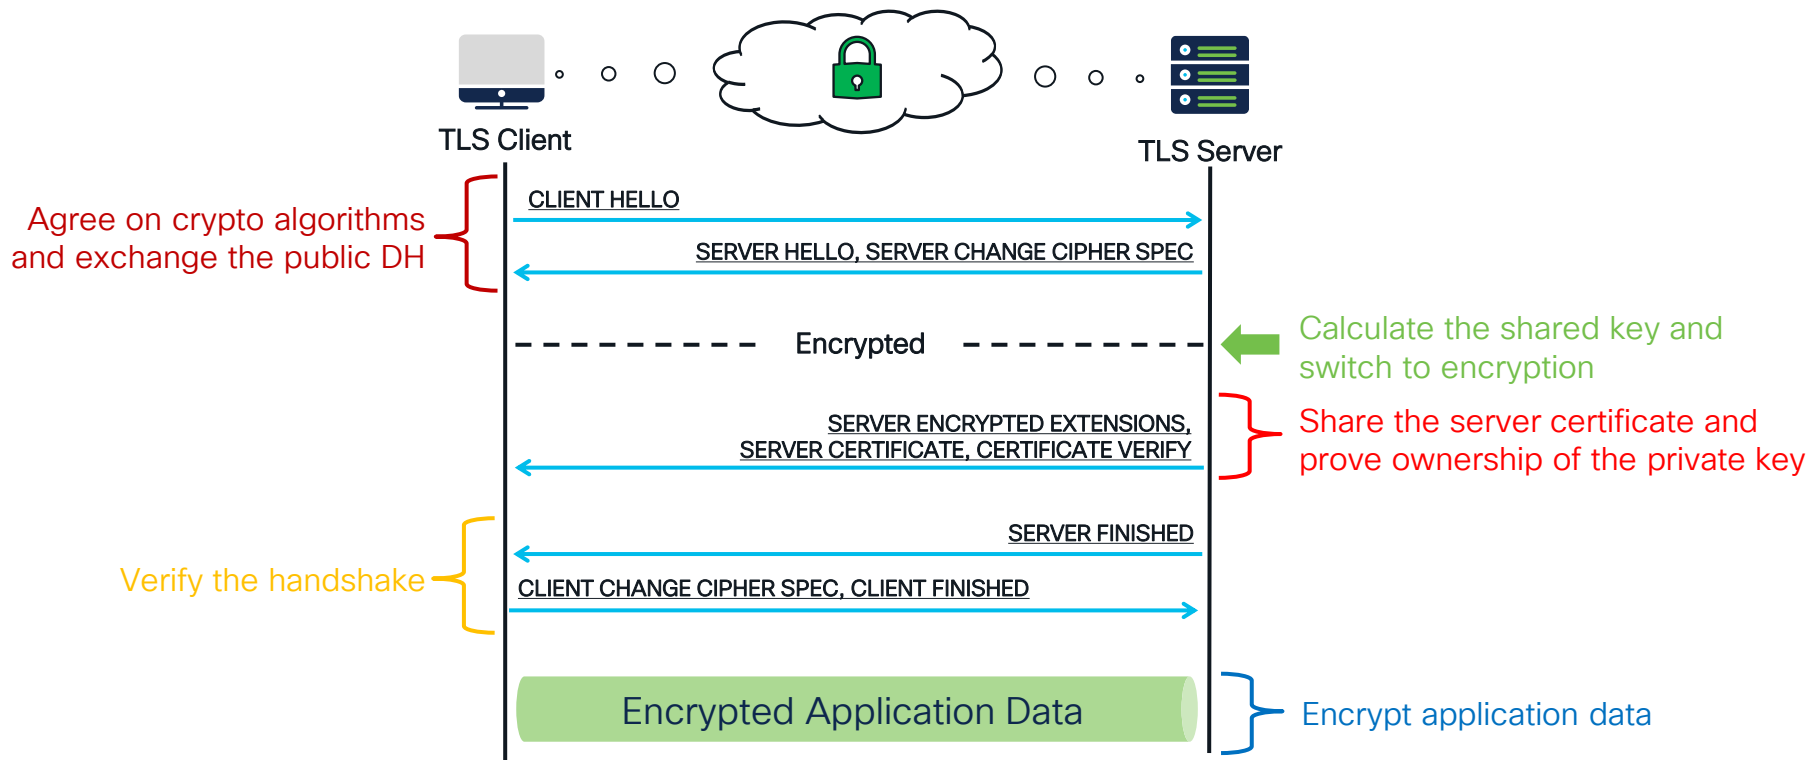 TLS Client
TLS Server
CLIENT HELLO
Agree on crypto algorithms
and exchange the public DH
SERVER HELLO, SERVER CHANGE CIPHER SPEC
Encrypted
Calculate the shared key and
switch to encryption
SERVER ENCRYPTED EXTENSIONS,
SERVER CERTIFICATE, CERTIFICATE VERIFY
Share the server certificate and
prove ownership of the private key
SERVER FINISHED
Verify the handshake
CLIENT CHANGE CIPHER SPEC, CLIENT FINISHED
Encrypted Application Data
Encrypt application data